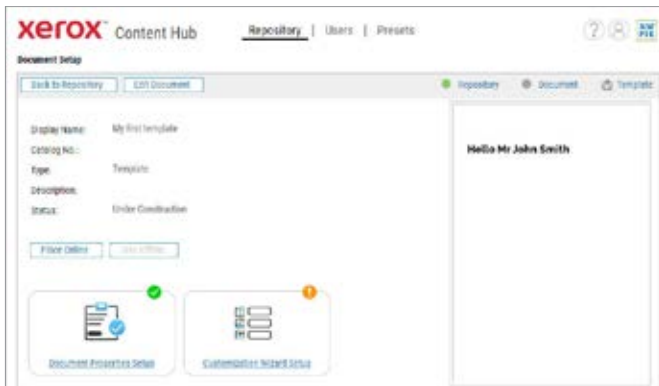 xerox™ Content Hub Repository | Users | Presets
Document Setup
Back to Repository Edit Document Repository Document Template
Display Name: My first template
Catalog No.:
Type: Template
Description:
Status: Under Construction
Hello Mr John Smith
Place Online
Document Properties Setup Customization Wizard Setup